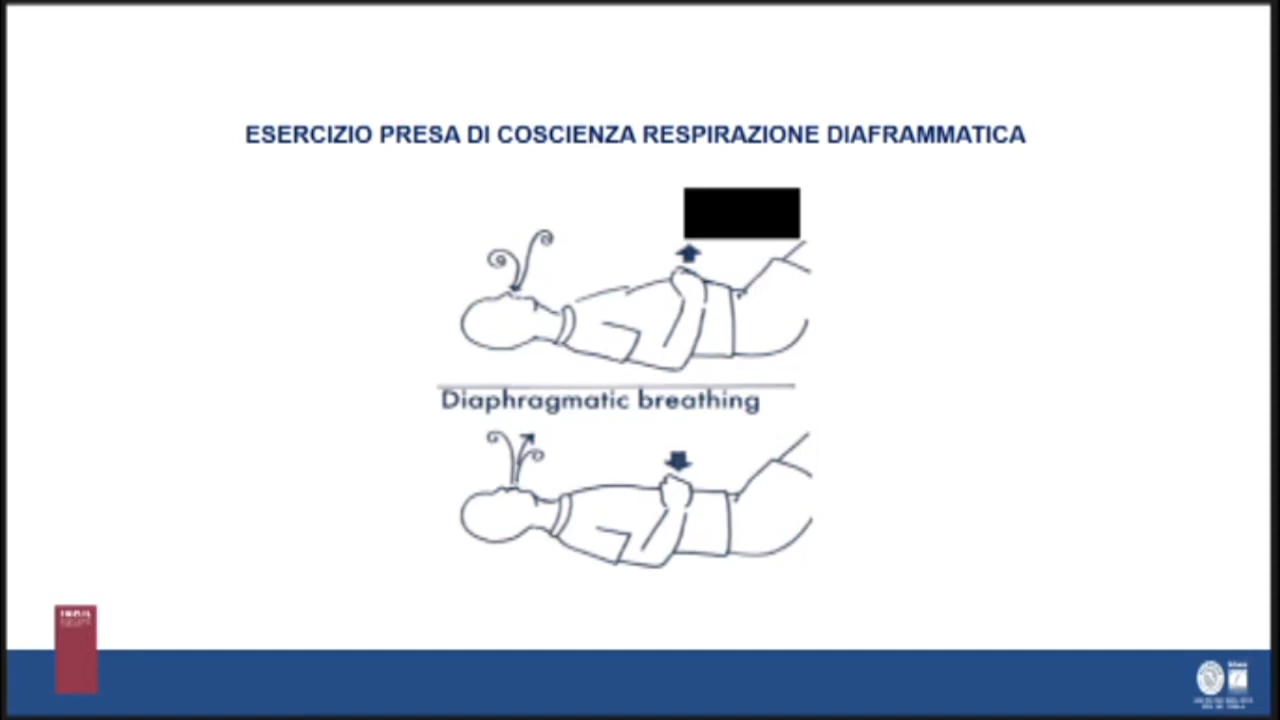 ESERCIZIO PRESA DI COSCIENZA RESPIRAZIONE DIAFRAMMATICA
Diaphragmatic breathing